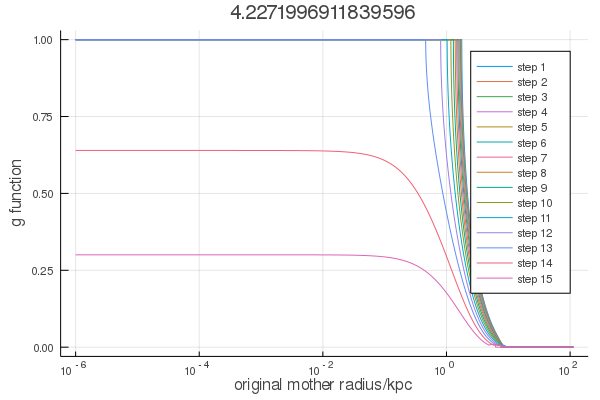 4.2271996911839596
1.00
0.75
0.50
0.25
0.00
g function
10^-6
10^-4
10^-2
10^0
10^2
original mother radius/kpc
step 1
step 2
step 3
step 4
step 5
step 6
step 7
step 8
step 9
step 10
step 11
step 12
step 13
step 14
step 15